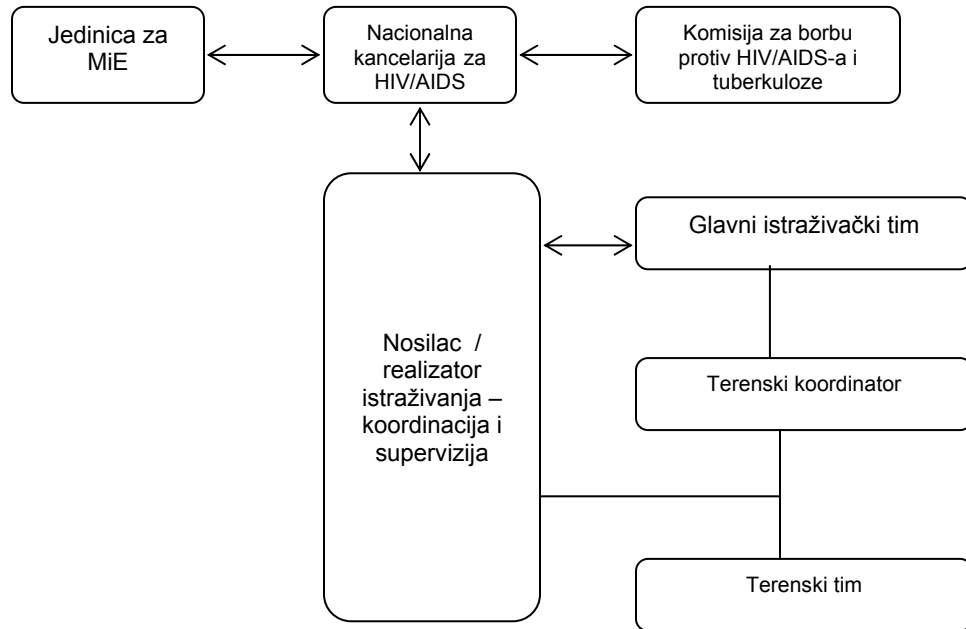 Jedinica za
MiE
Nacionalna
kancelarija za
HIV/AIDS
Komisija za borbu
protiv HIV/AIDS-a i
tuberkuloze
Glavni istraživački tim
Nosilac /
realizator
istraživanja –
koordinacija i
supervizija
Terenski koordinator
Terenski tim